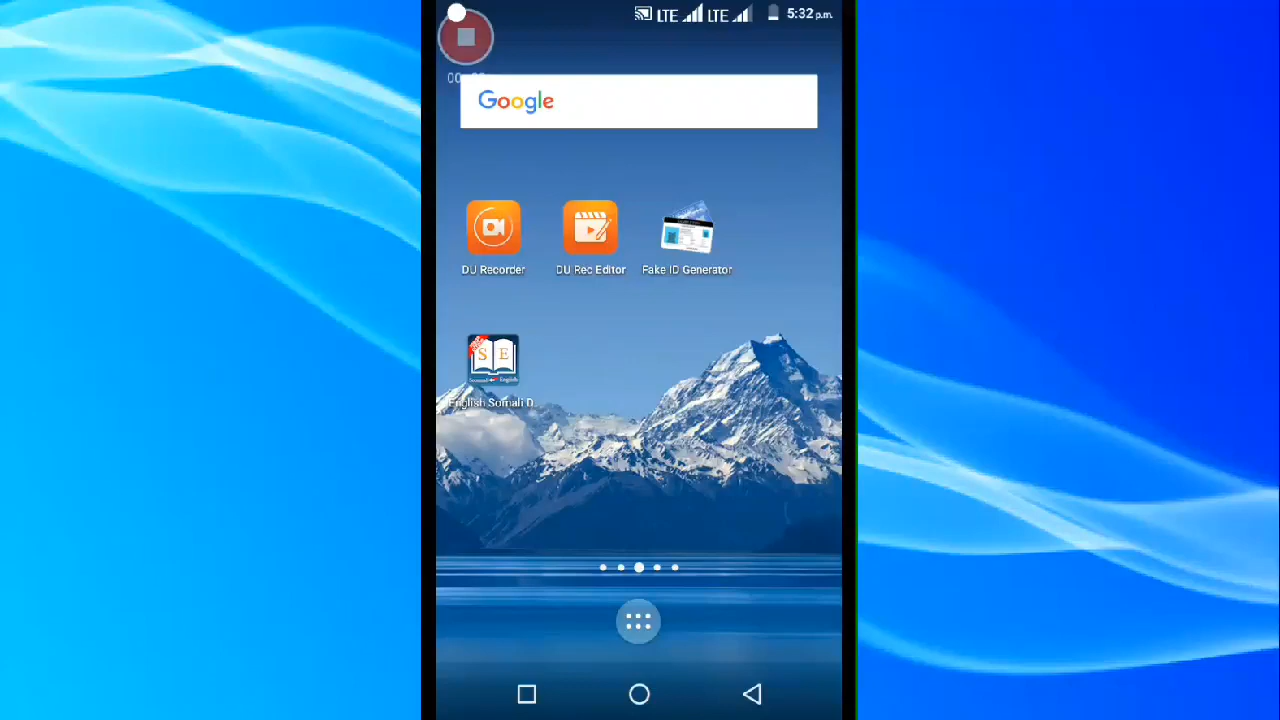 LTE LTE 5:32 p.m.
Google
DU Recorder DU Rec Editor Fake ID Generator
S E
English Somali D..